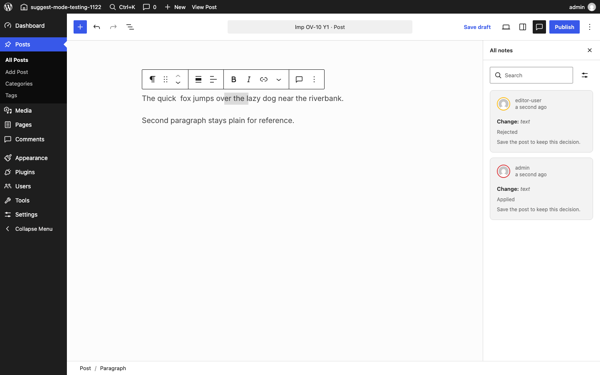 suggest-mode-testing-1122 Ctrl+K 0 New View Post admin
Dashboard
Posts
All Posts
Add Post
Categories
Tags
Media
Pages
Comments
Appearance
Plugins
Users
Tools
Settings
Collapse Menu
Imp OV-10 Y1 · Post
Save draft
Publish
B I
The quick  fox jumps over the lazy dog near the riverbank.
Second paragraph stays plain for reference.
All notes
Search
editor-user
a second ago
Change: text
Rejected
Save the post to keep this decision.
admin
a second ago
Change: text
Applied
Save the post to keep this decision.
Post / Paragraph